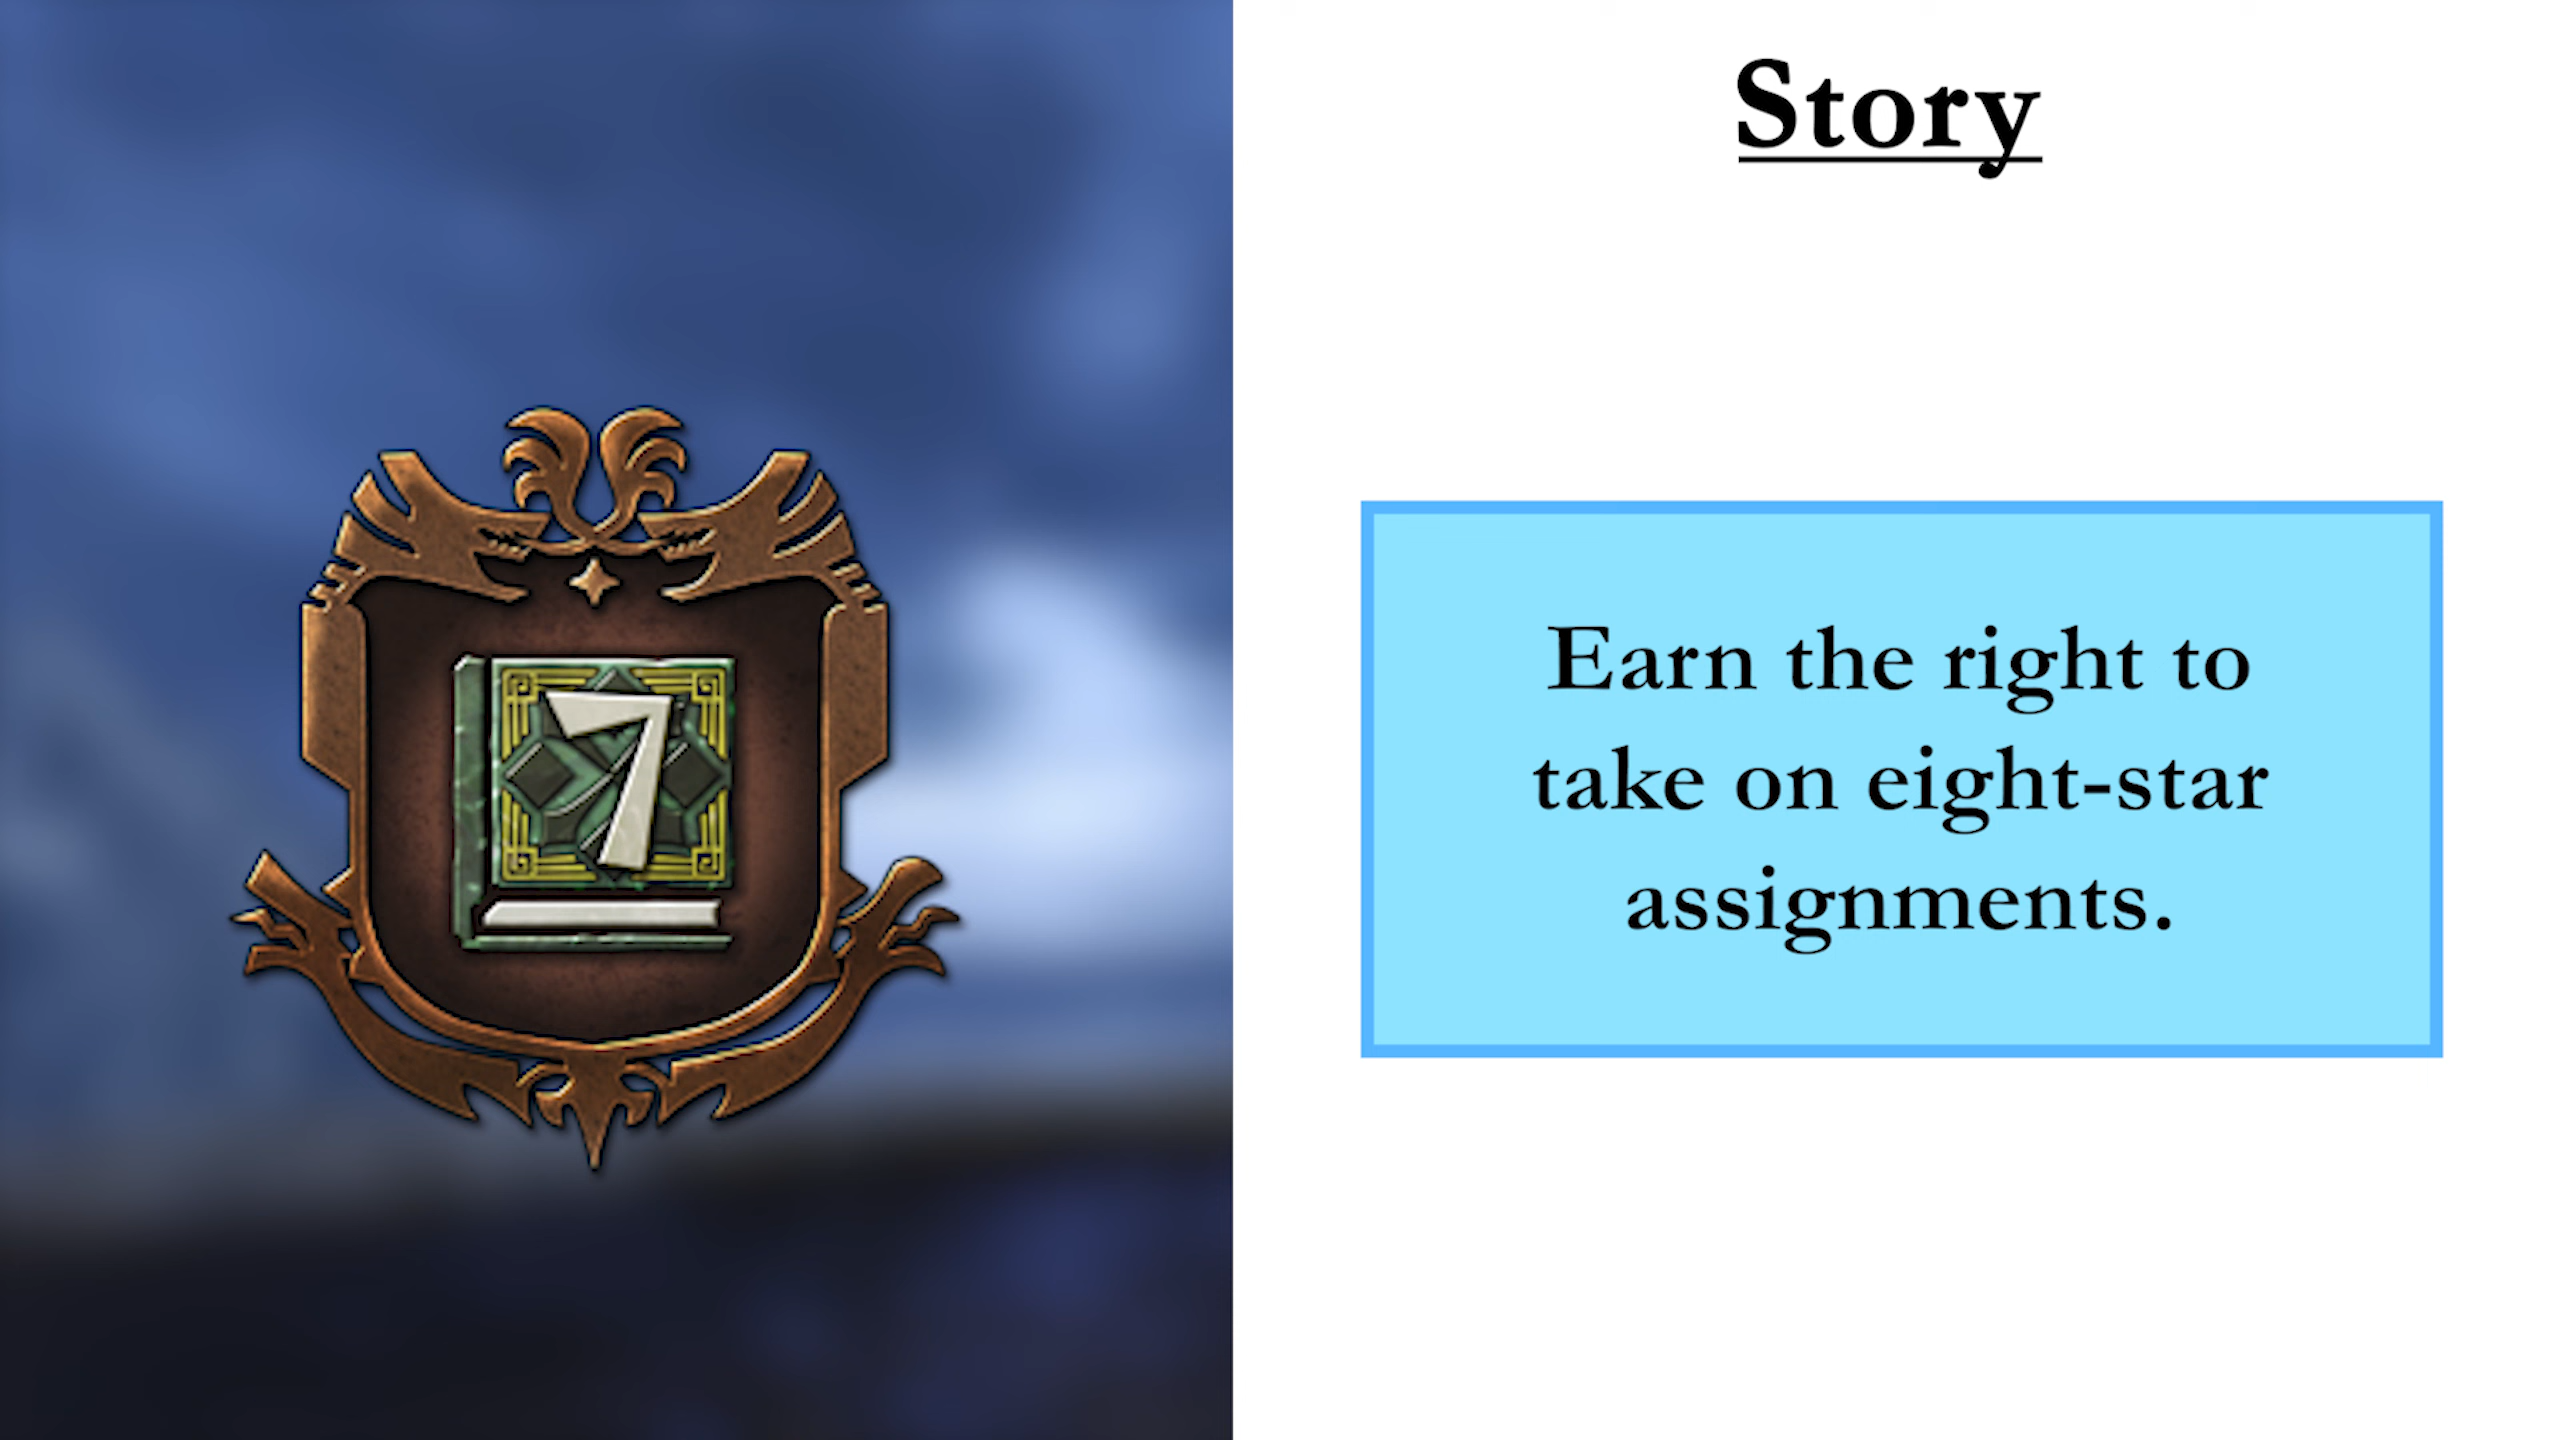 Story
7
Earn the right to
take on eight-star
assignments.